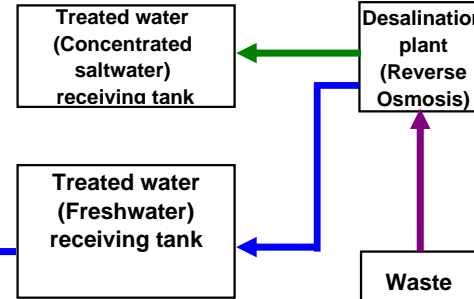 Treated water
(Concentrated
saltwater)
receiving tank
Desalination
plant
(Reverse
Osmosis)
Treated water
(Freshwater)
receiving tank
Waste